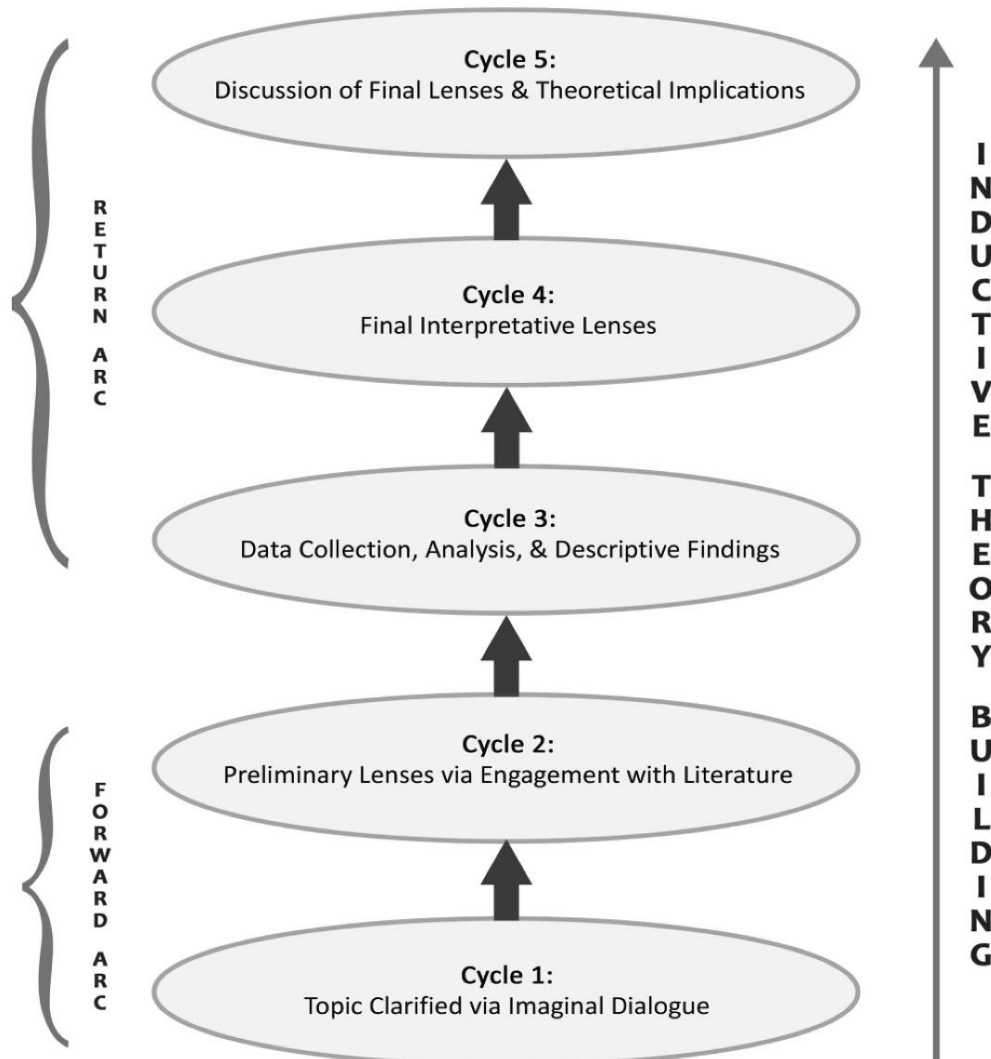 Cycle 5:
Discussion of Final Lenses & Theoretical Implications
Cycle 4:
Final Interpretative Lenses
Cycle 3:
Data Collection, Analysis, & Descriptive Findings
Cycle 2:
Preliminary Lenses via Engagement with Literature
Cycle 1:
Topic Clarified via Imaginal Dialogue
RETURN ARC
FORWARD ARC
INDUCTIVE THEORY BUILDING